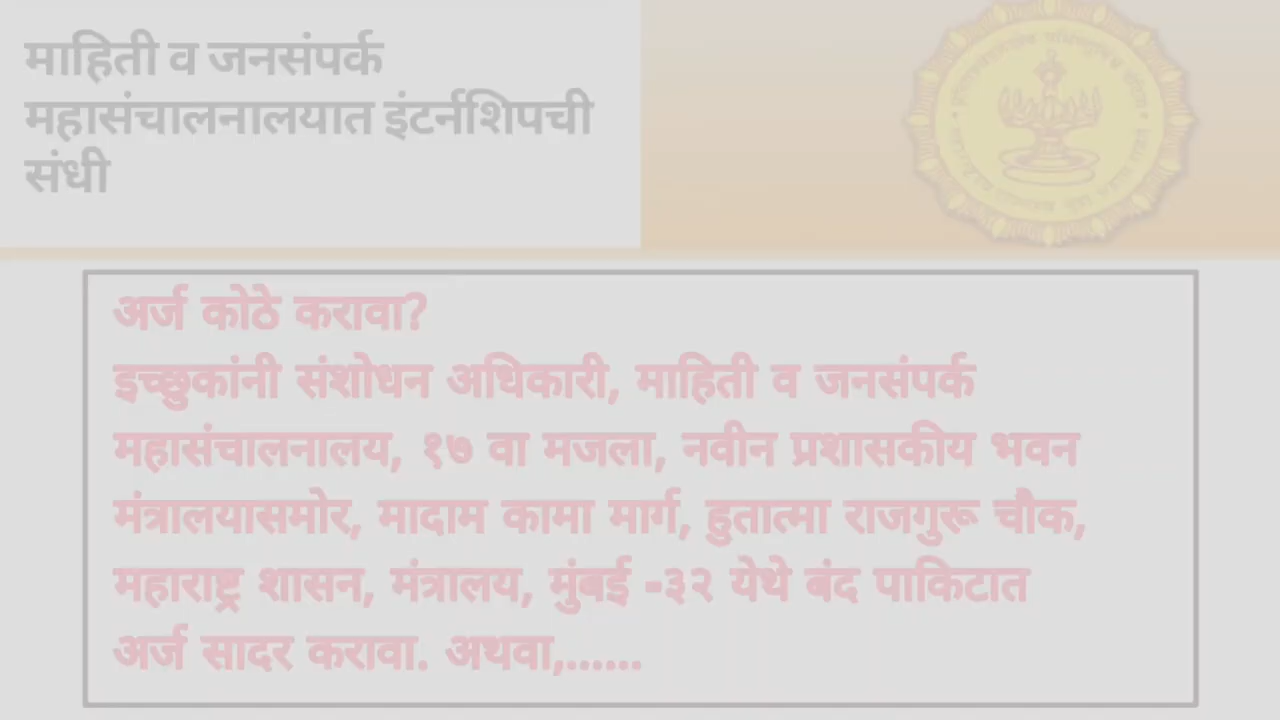 माहिती व जनसंपर्क
महासंचालनालयात इंटर्नशिपची
संधी
अर्ज कोठे करावा?
इच्छुकांनी संशोधन अधिकारी, माहिती व जनसंपर्क
महासंचालनालय, १७ वा मजला, नवीन प्रशासकीय भवन
मंत्रालयासमोर, मादाम कामा मार्ग, हुतात्मा राजगुरू चौक,
महाराष्ट्र शासन, मंत्रालय, मुंबई -३२ येथे बंद पाकिटात
अर्ज सादर करावा. अथवा,......